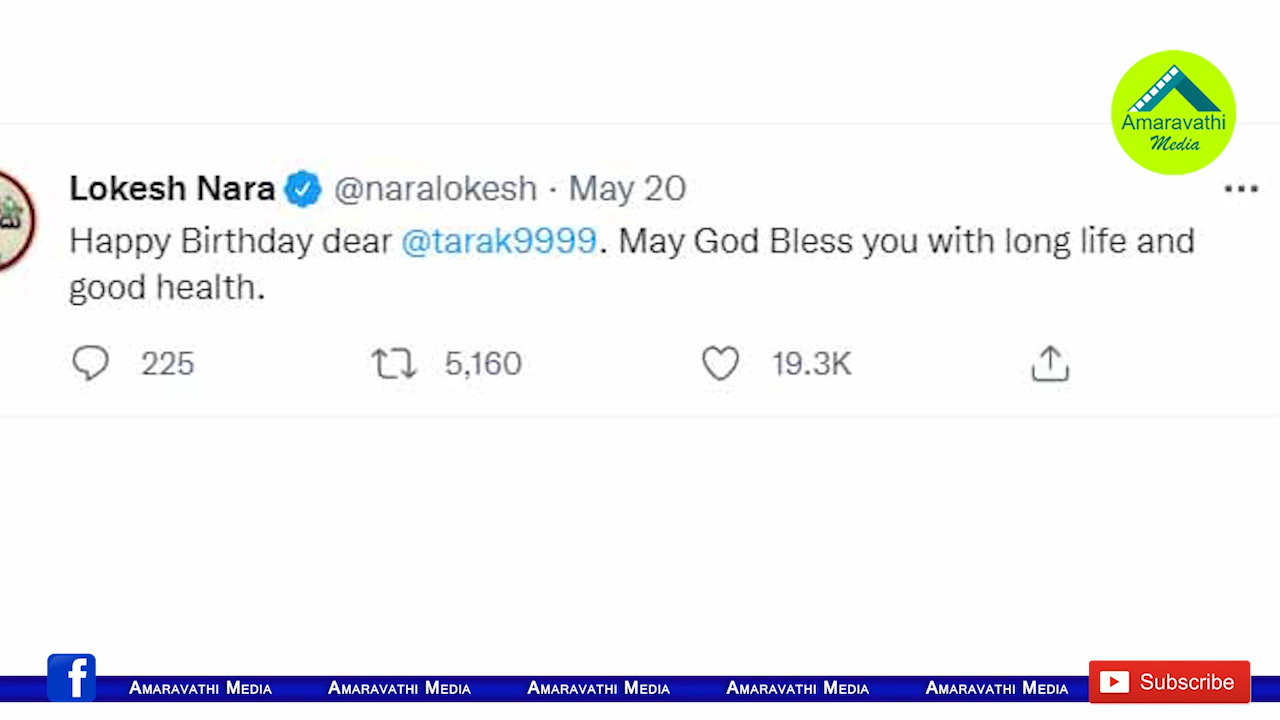 Amaravathi
Media
Lokesh Nara @naralokesh · May 20
Happy Birthday dear @tarak9999. May God Bless you with long life and
good health.
225 5,160 19.3K
f Amaravathi Media Amaravathi Media Amaravathi Media Amaravathi Media Amaravathi Media Subscribe